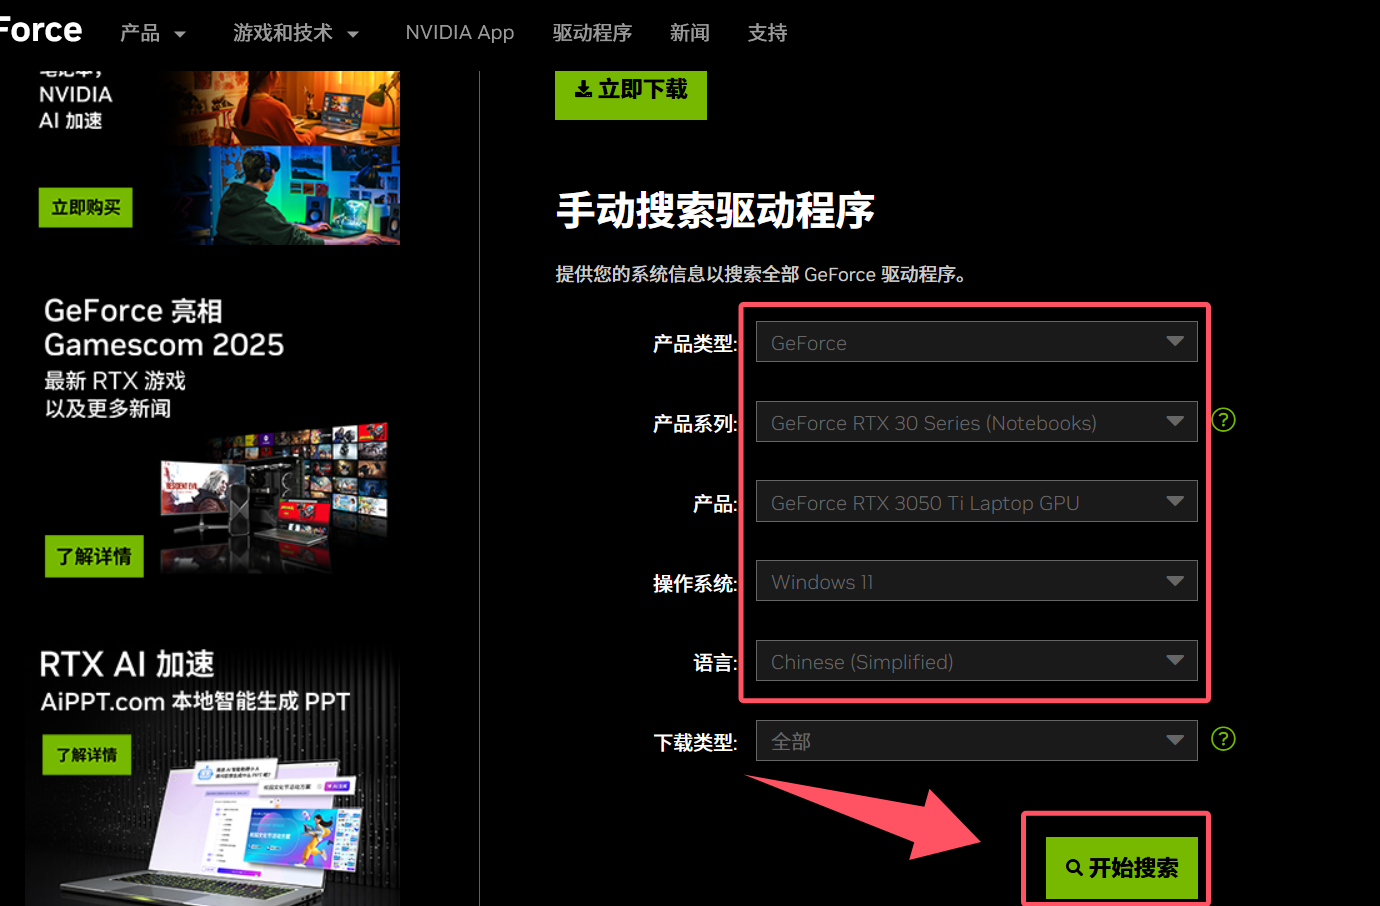 Force
产品
游戏和技术
NVIDIA App
驱动程序
新闻
支持
NVIDIA
AI 加速
立即购买
GeForce 亮相
Gamescom 2025
最新 RTX 游戏
以及更多新闻
RESIDENT EVIL
了解详情
RTX AI 加速
AiPPT.com 本地智能生成 PPT
了解详情
立即下载
手动搜索驱动程序
提供您的系统信息以搜索全部 GeForce 驱动程序。
产品类型: GeForce
产品系列: GeForce RTX 30 Series (Notebooks)
产品: GeForce RTX 3050 Ti Laptop GPU
操作系统: Windows 11
语言: Chinese (Simplified)
下载类型: 全部
开始搜索